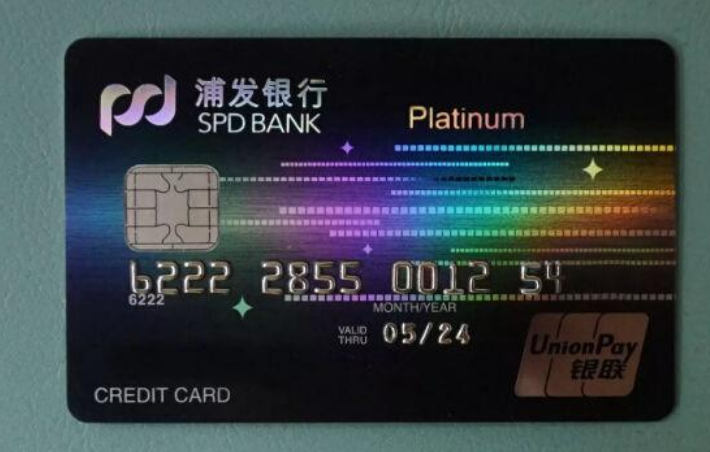 浦发银行
SPD BANK
Platinum
6222 2855 0012 54
6222
MONTH/YEAR
VALID THRU 05/24
UnionPay
银联
CREDIT CARD